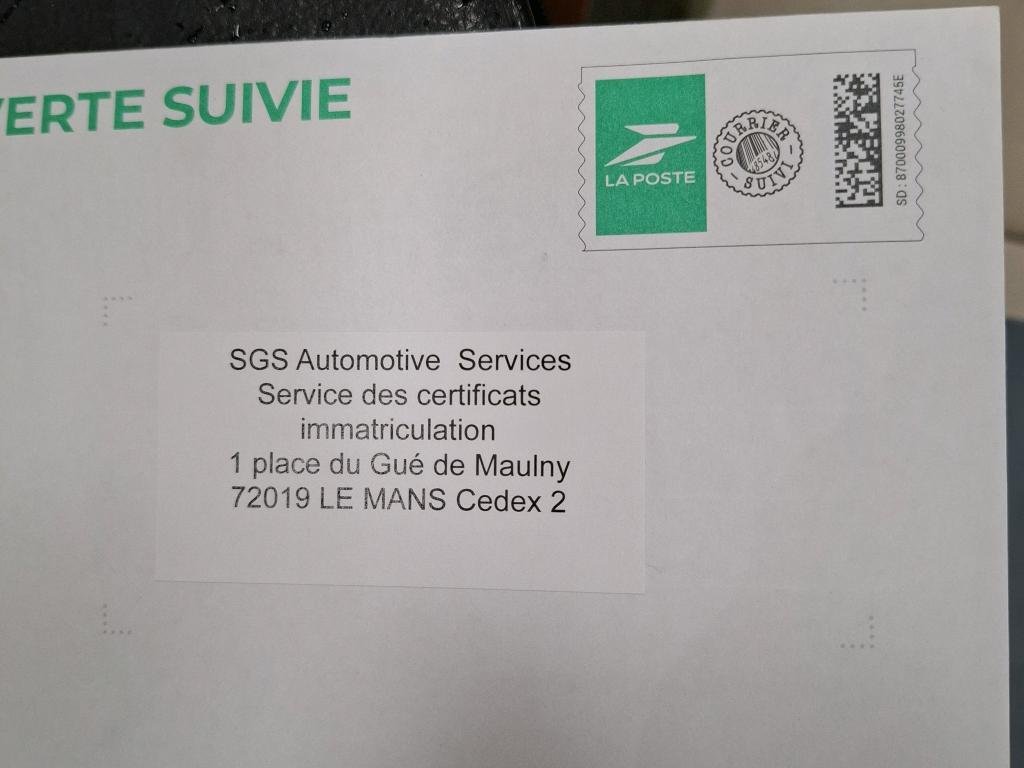 VERTE SUIVIE
LA POSTE
COURRIER
SUIVI
SD : 87000998027745E
SGS Automotive Services
Service des certificats
immatriculation
1 place du Gué de Maulny
72019 LE MANS Cedex 2